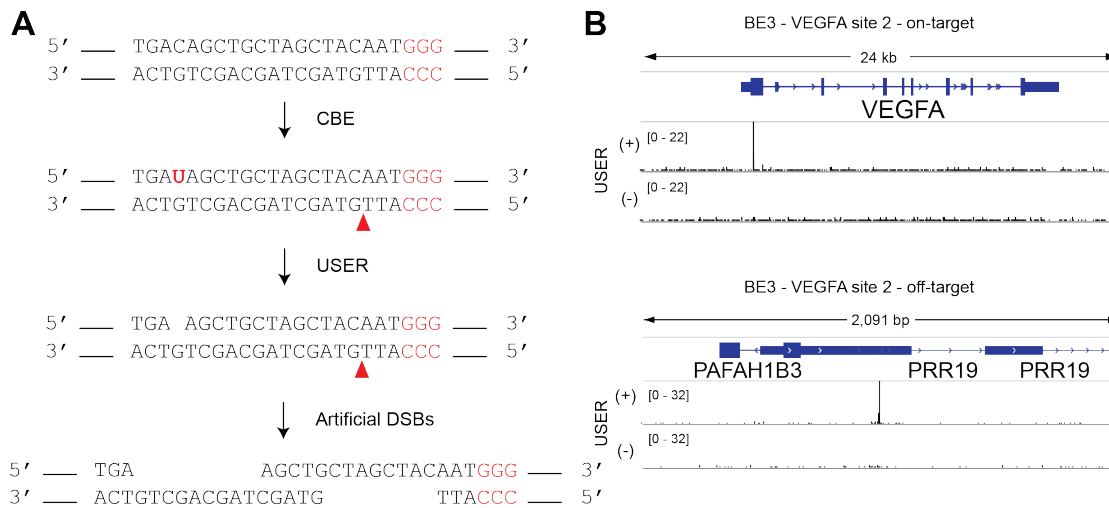 A
5′ TGACAGCTGCTAGCTACAATGGG 3′
3′ ACTGTCGACGATCGATGTTACCC 5′
CBE
5′ TGAUAGCTGCTAGCTACAATGGG 3′
3′ ACTGTCGACGATCGATGTTACCC 5′
USER
5′ TGA AGCTGCTAGCTACAATGGG 3′
3′ ACTGTCGACGATCGATGTTACCC 5′
Artificial DSBs
5′ TGA AGCTGCTAGCTACAATGGG 3′
3′ ACTGTCGACGATCGATG TTACCC 5′
B
BE3 - VEGFA site 2 - on-target
24 kb
VEGFA
USER
(+) [0 - 22]
(-) [0 - 22]
BE3 - VEGFA site 2 - off-target
2,091 bp
PAFAH1B3 PRR19 PRR19
USER
(+) [0 - 32]
(-) [0 - 32]